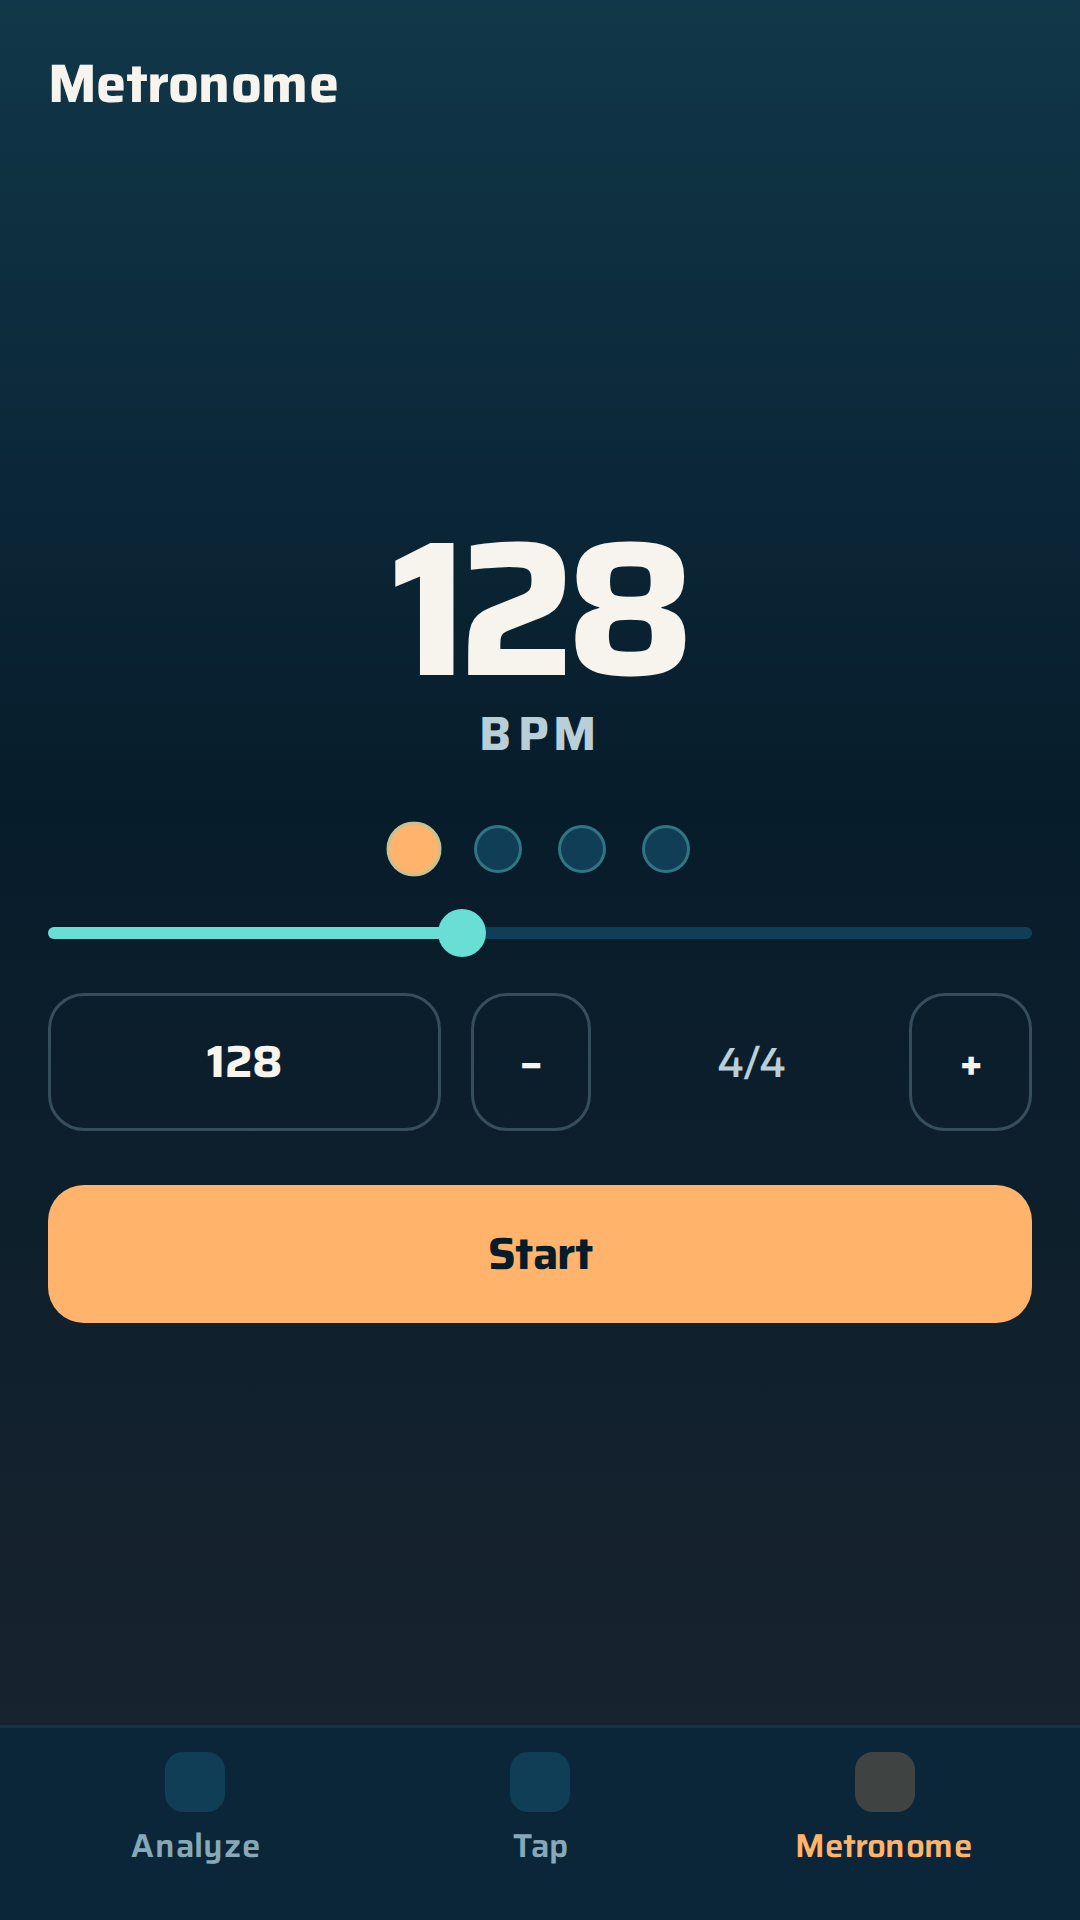 Metronome
128
BPM
128 – 4/4 +
Start
Analyze Tap Metronome